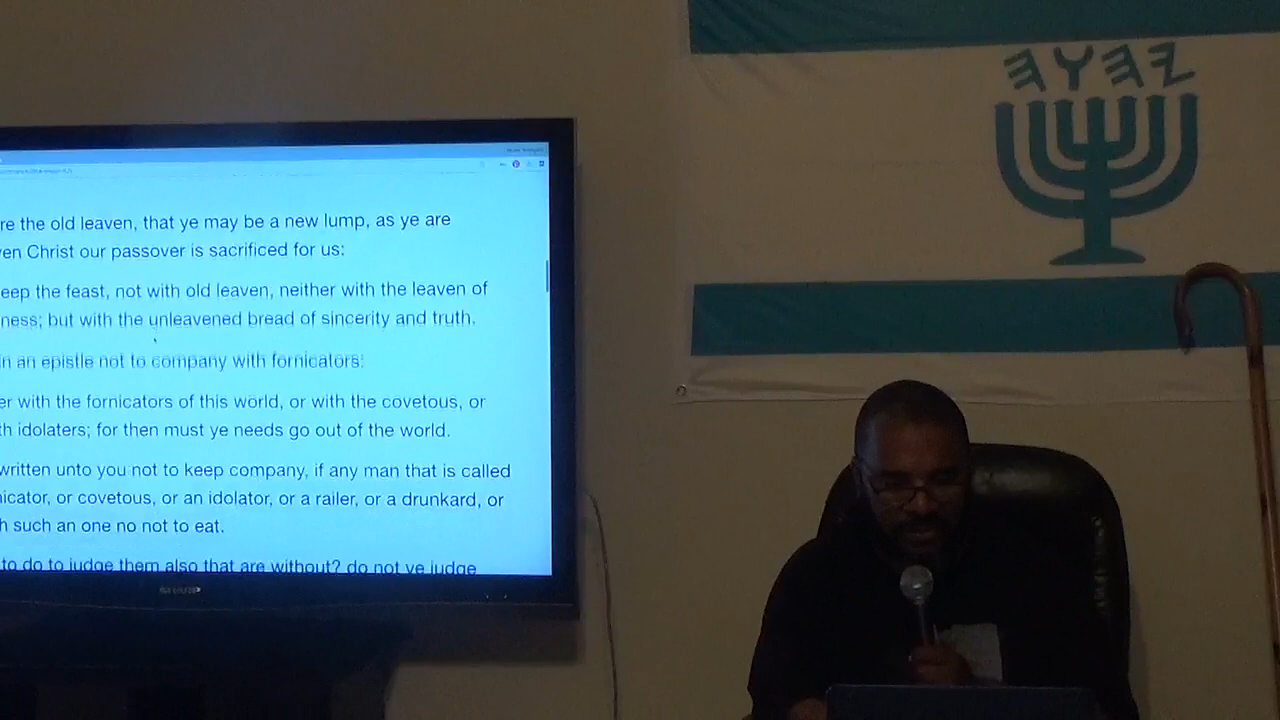 𐤉𐤄𐤅𐤄
re the old leaven, that ye may be a new lump, as ye are
ven Christ our passover is sacrificed for us:
eep the feast, not with old leaven, neither with the leaven of
ness; but with the unleavened bread of sincerity and truth.
in an epistle not to company with fornicators:
er with the fornicators of this world, or with the covetous, or
th idolaters; for then must ye needs go out of the world.
written unto you not to keep company, if any man that is called
nicator, or covetous, or an idolator, or a railer, or a drunkard, or
h such an one no not to eat.
to do to judge them also that are without? do not ye judge
SHARP